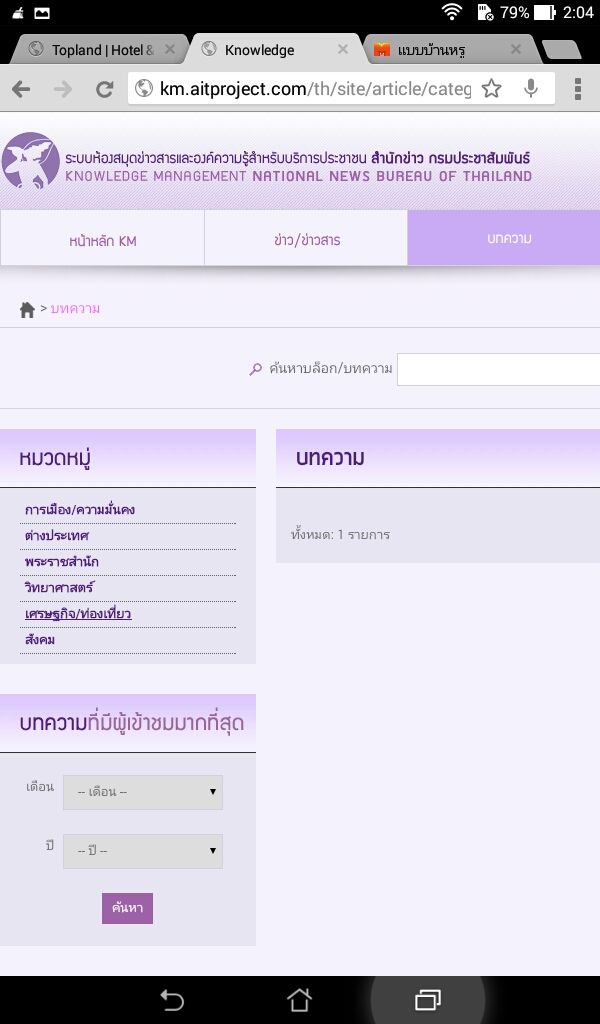 79% 2:04
Topland | Hotel &
Knowledge
แบบบ้านหรู
km.aitproject.com/th/site/article/categ
ระบบห้องสมุดข่าวสารและองค์ความรู้สำหรับบริการประชาชน สำนักข่าว กรมประชาสัมพันธ์
KNOWLEDGE MANAGEMENT NATIONAL NEWS BUREAU OF THAILAND
หน้าหลัก KM
ข่าว/ข่าวสาร
บทความ
> บทความ
ค้นหาบล็อก/บทความ
หมวดหมู่
การเมือง/ความมั่นคง
ต่างประเทศ
พระราชสำนัก
วิทยาศาสตร์
เศรษฐกิจ/ท่องเที่ยว
สังคม
บทความ
ทั้งหมด: 1 รายการ
บทความที่มีผู้เข้าชมมากที่สุด
เดือน -- เดือน --
ปี -- ปี --
ค้นหา